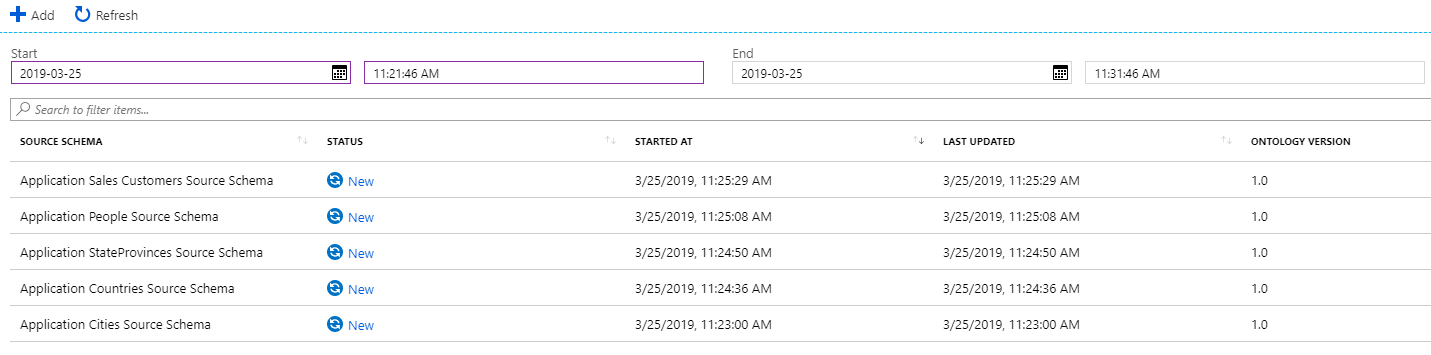 Add Refresh
Start End
2019-03-25 11:21:46 AM 2019-03-25 11:31:46 AM
Search to filter items...
SOURCE SCHEMA STATUS STARTED AT LAST UPDATED ONTOLOGY VERSION
Application Sales Customers Source Schema New 3/25/2019, 11:25:29 AM 3/25/2019, 11:25:29 AM 1.0
Application People Source Schema New 3/25/2019, 11:25:08 AM 3/25/2019, 11:25:08 AM 1.0
Application StateProvinces Source Schema New 3/25/2019, 11:24:50 AM 3/25/2019, 11:24:50 AM 1.0
Application Countries Source Schema New 3/25/2019, 11:24:36 AM 3/25/2019, 11:24:36 AM 1.0
Application Cities Source Schema New 3/25/2019, 11:23:00 AM 3/25/2019, 11:23:00 AM 1.0